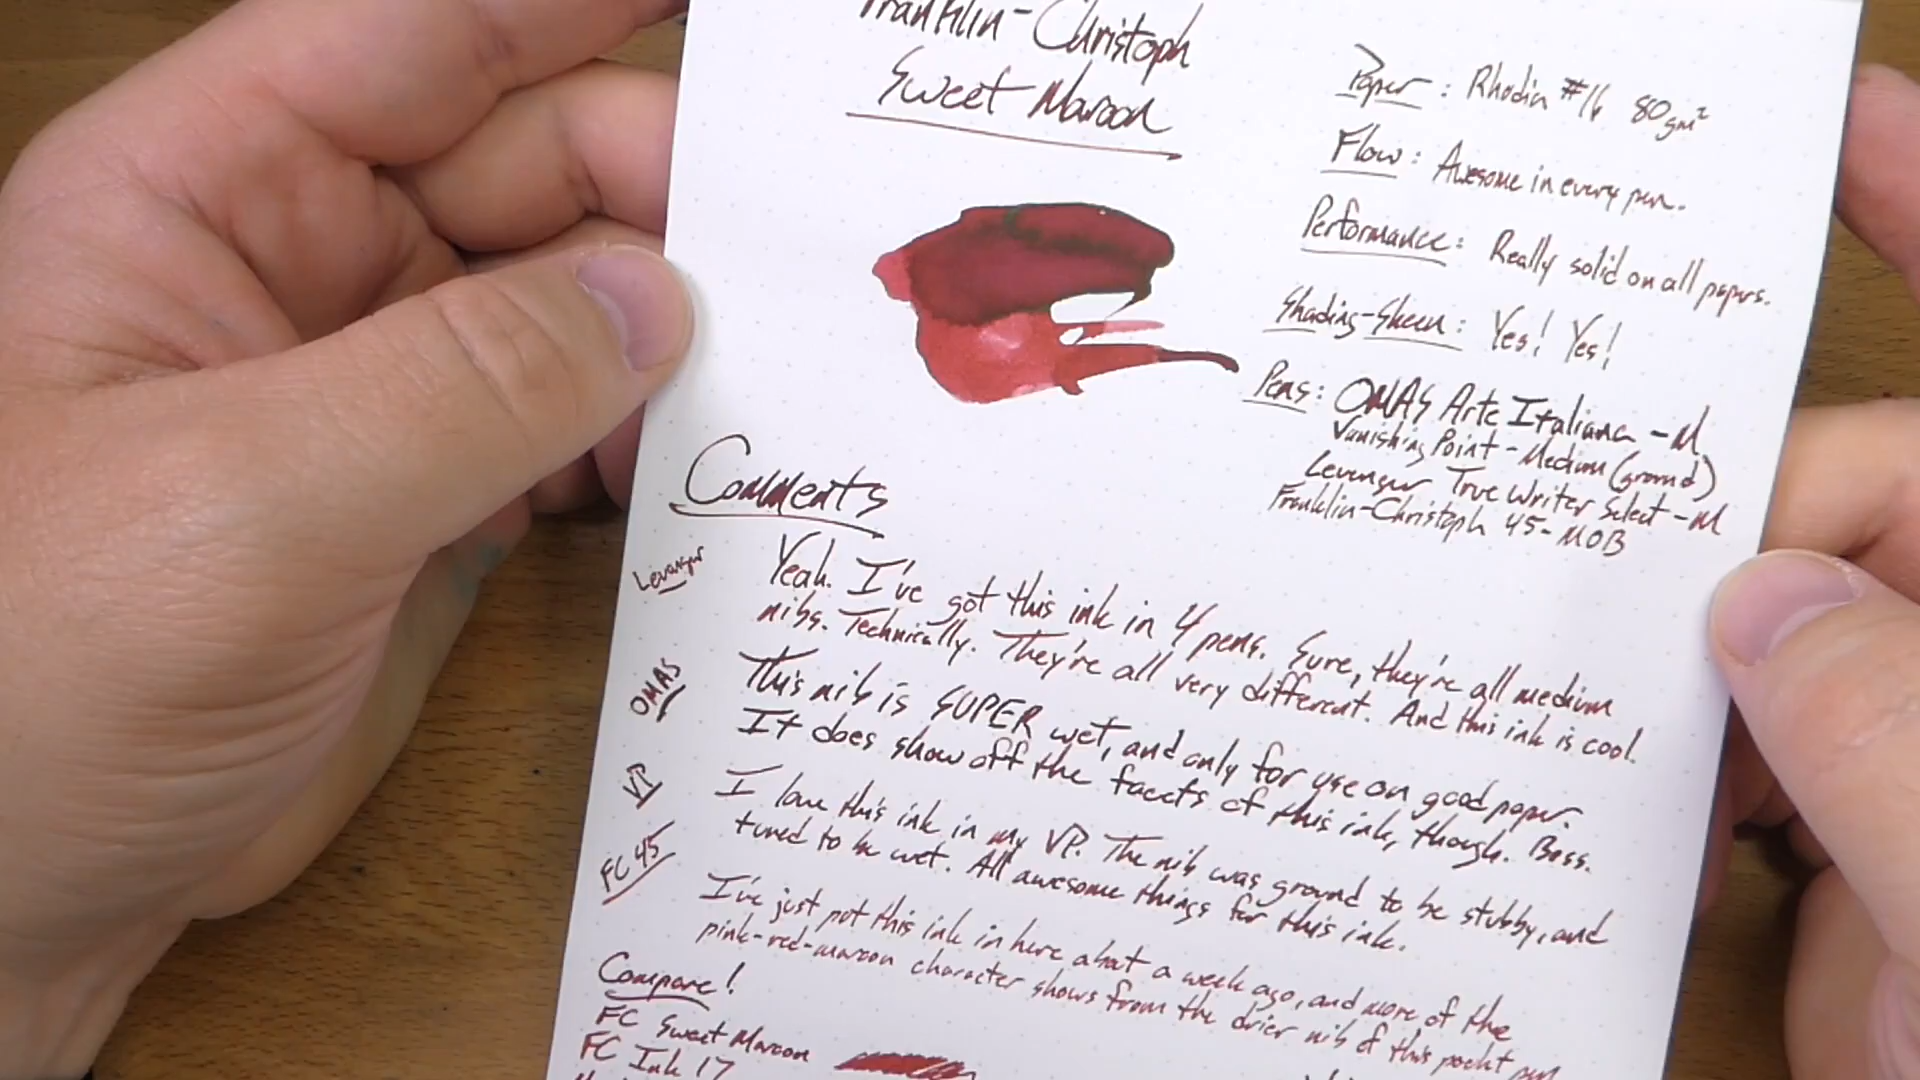 Franklin-Christoph
Sweet Maroon
Paper: Rhodia #16 80gm²
Flow: Awesome in every pen.
Performance: Really solid on all papers.
Shading-Sheen: Yes! Yes!
Pens: OMAS Arte Italiana - M
Vanishing Point - Medium (ground)
Levenger True Writer Select - M
Franklin-Christoph 45 - MOB
Comments
Levenger
Yeah. I've got this ink in 4 pens. Sure, they're all medium
nibs. Technically. They're all very different. And this ink is cool.
OMAS
This nib is SUPER wet, and only for use on good paper.
It does show off the facets of this ink, though. Boss.
VP
I love this ink in my VP. The nib was ground to be stubby, and
tuned to be wet. All awesome things for this ink.
FC 45
I've just put this ink in here about a week ago, and more of the
pink-red-maroon character shows from the drier nib of this pocket pen
Compare!
FC Sweet Maroon
FC Ink 17